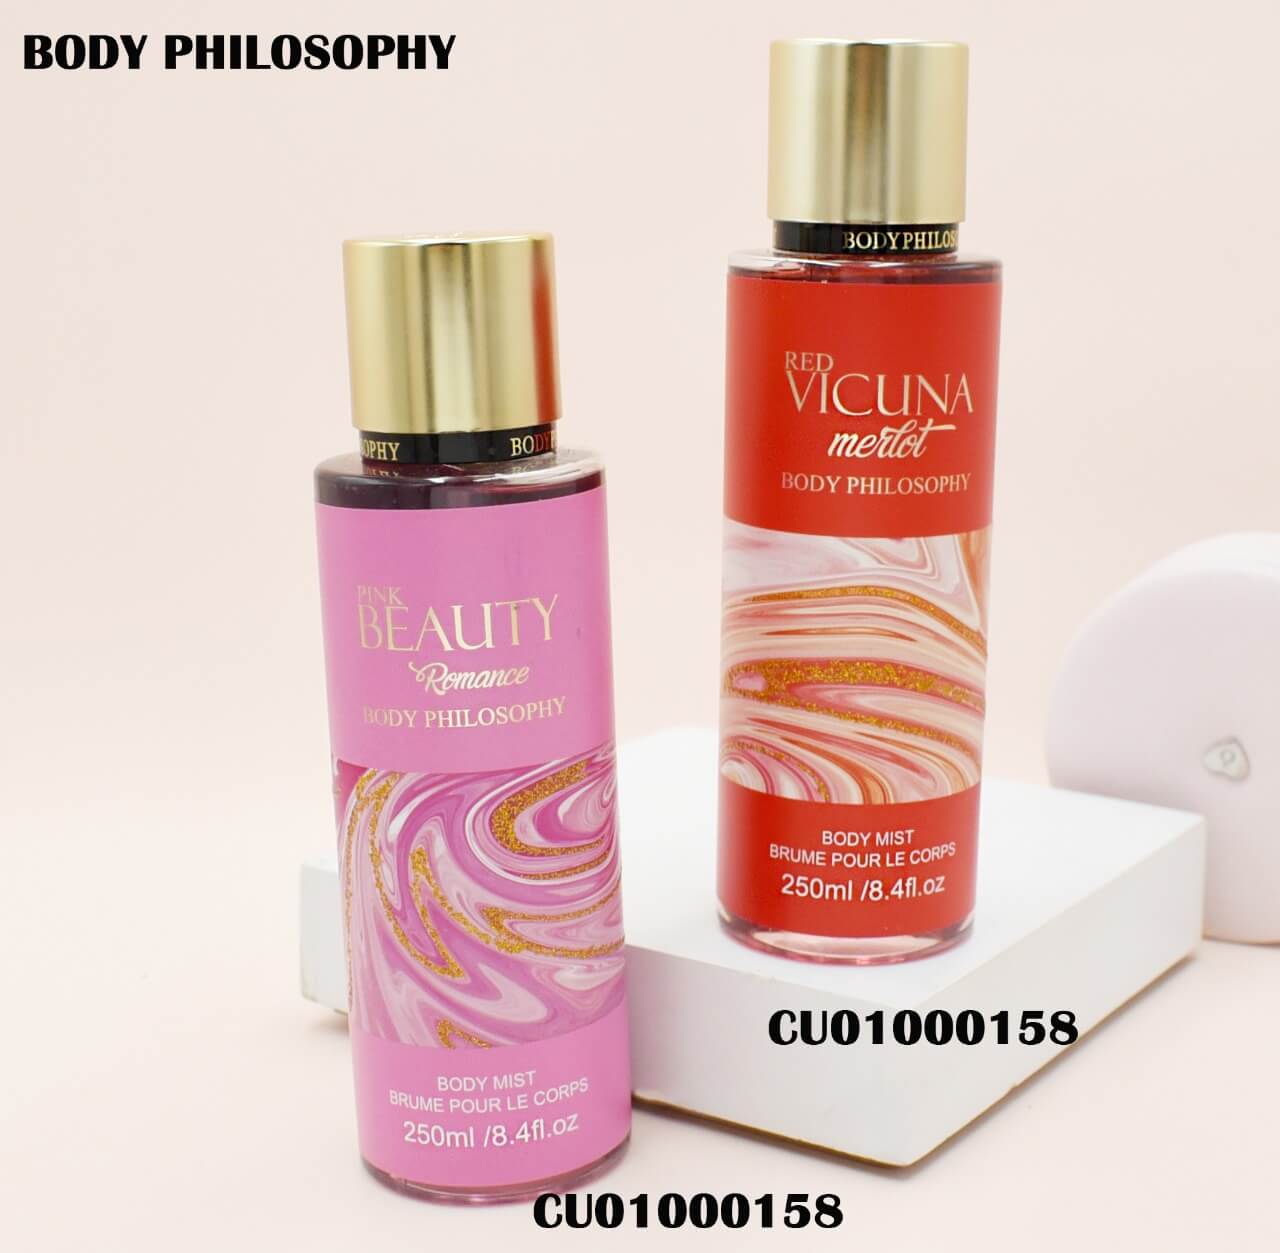 BODY PHILOSOPHY
BODYPHILOS
RED
VICUNA
merlot
BODY PHILOSOPHY
BODY MIST
BRUME POUR LE CORPS
250ml /8.4fl.oz
CU01000158
OPHY BODYP
PINK
BEAUTY
Romance
BODY PHILOSOPHY
BODY MIST
BRUME POUR LE CORPS
250ml /8.4fl.oz
CU01000158